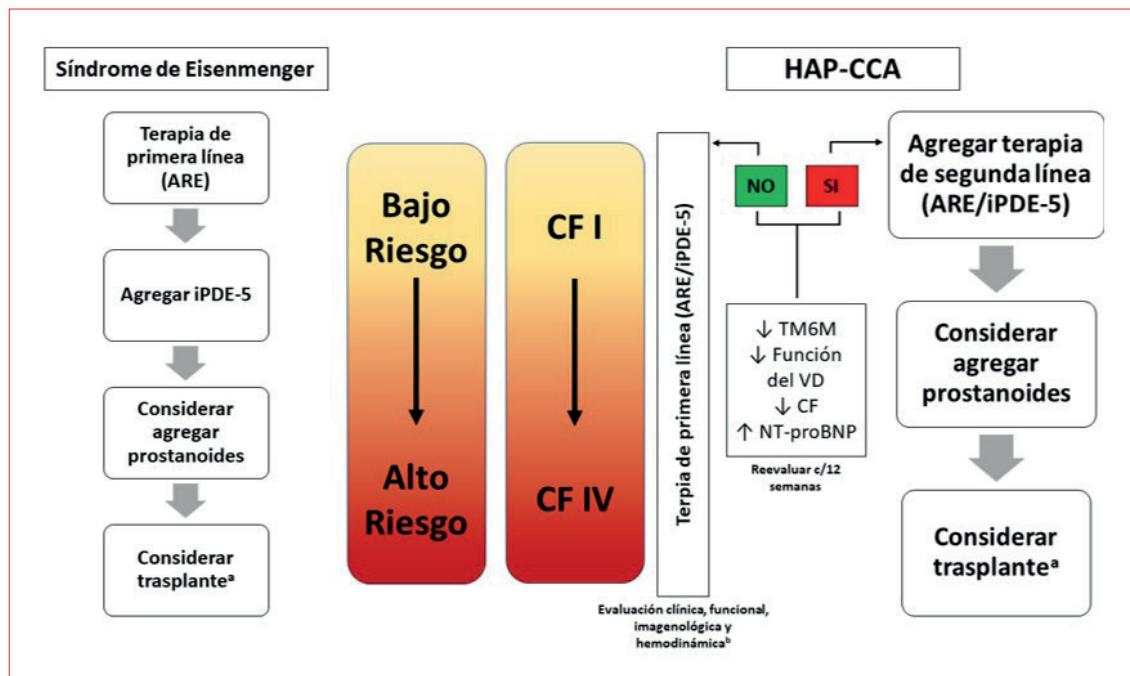 Síndrome de Eisenmenger
Terapia de
primera línea
(ARE)
Agregar iPDE-5
Considerar
agregar
prostanoides
Considerar
trasplanteª
Bajo
Riesgo
Alto
Riesgo
CF I
CF IV
HAP-CCA
Terpia de primera línea (ARE/iPDE-5)
Evaluación clínica, funcional,
imagenológica y
hemodinámicaᵇ
NO
SI
↓ TM6M
↓ Función
del VD
↓ CF
↑ NT-proBNP
Reevaluar c/12
semanas
Agregar terapia
de segunda línea
(ARE/iPDE-5)
Considerar
agregar
prostanoides
Considerar
trasplanteª